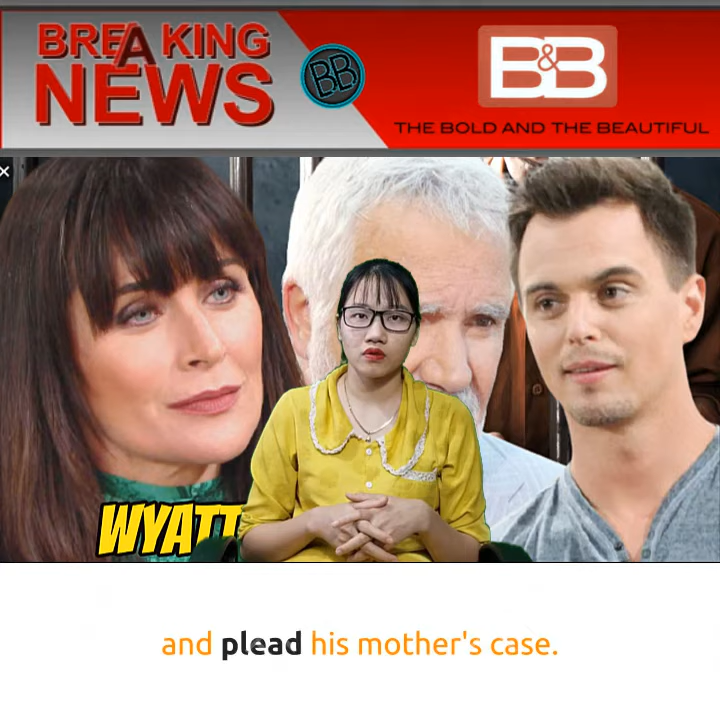 BREAKING
NEWS
BB
B&B
THE BOLD AND THE BEAUTIFUL
WYATT
and plead his mother's case.